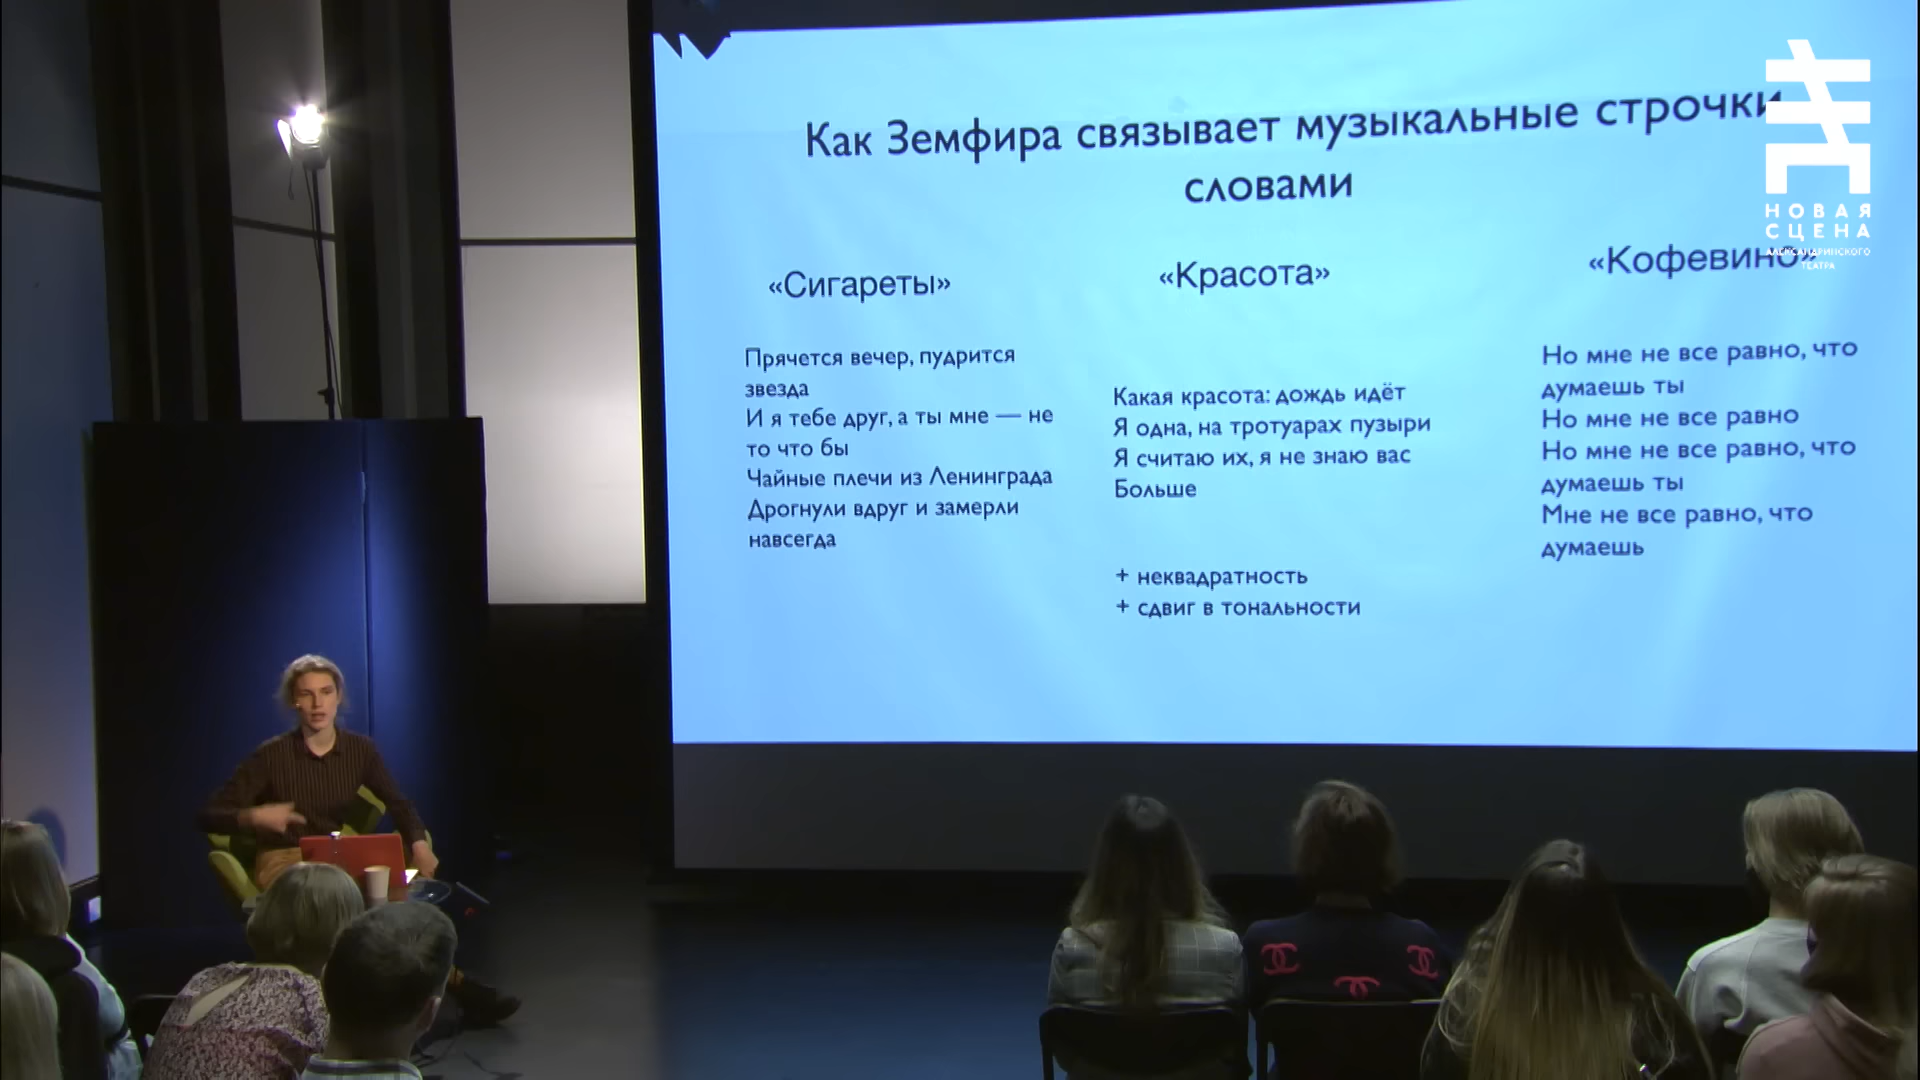 Как Земфира связывает музыкальные строчки
словами
«Сигареты»
Прячется вечер, пудрится
звезда
И я тебе друг, а ты мне — не
то что бы
Чайные плечи из Ленинграда
Дрогнули вдруг и замерли
навсегда
«Красота»
Какая красота: дождь идёт
Я одна, на тротуарах пузыри
Я считаю их, я не знаю вас
Больше
+ неквадратность
+ сдвиг в тональности
«Кофевино»
Но мне не все равно, что
думаешь ты
Но мне не все равно
Но мне не все равно, что
думаешь ты
Мне не все равно, что
думаешь
НОВАЯ
СЦЕНА
АЛЕКСАНДРИНСКОГО
ТЕАТРА